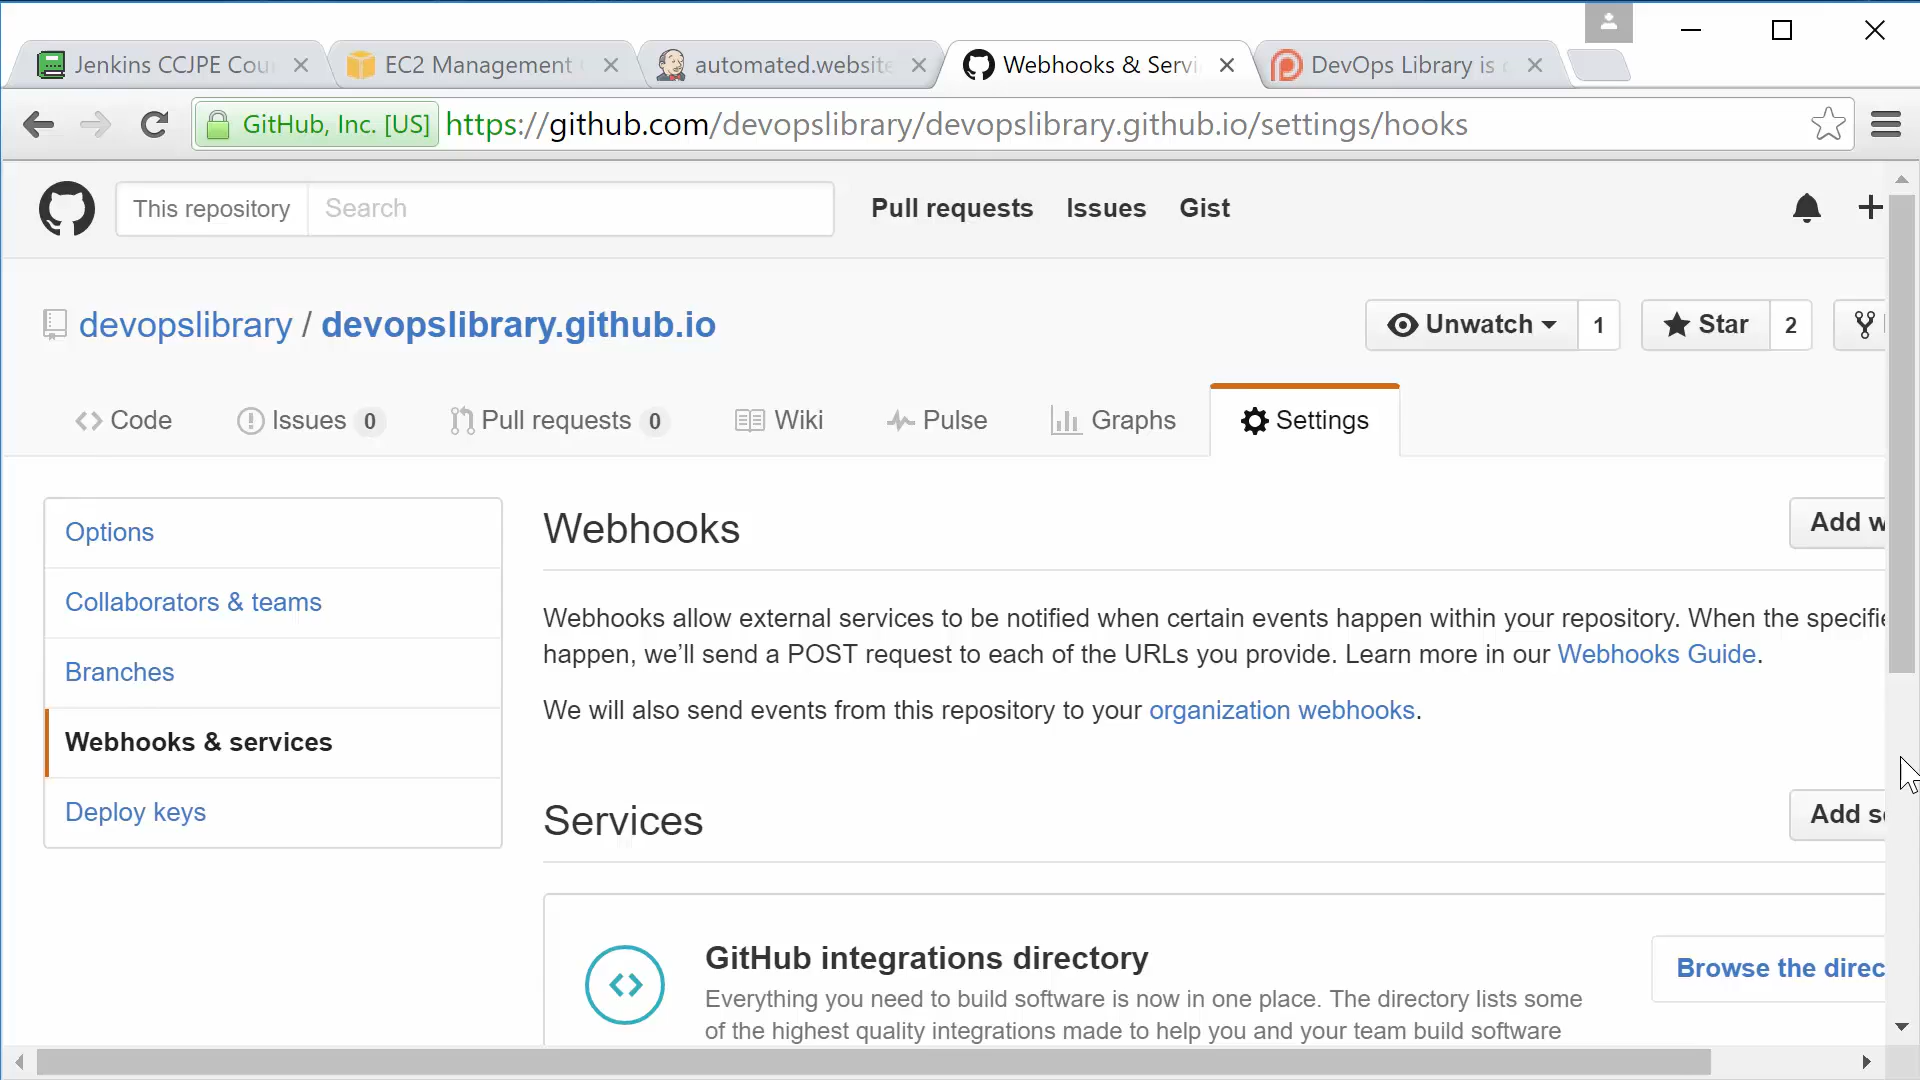 Jenkins CCJPE Cou
EC2 Management
automated.website
Webhooks & Servi
DevOps Library is
GitHub, Inc. [US] https://github.com/devopslibrary/devopslibrary.github.io/settings/hooks
This repository Search Pull requests Issues Gist
devopslibrary / devopslibrary.github.io Unwatch 1 Star 2
Code Issues 0 Pull requests 0 Wiki Pulse Graphs Settings
Options
Collaborators & teams
Branches
Webhooks & services
Deploy keys
Webhooks Add w
Webhooks allow external services to be notified when certain events happen within your repository. When the specifie
happen, we’ll send a POST request to each of the URLs you provide. Learn more in our Webhooks Guide.
We will also send events from this repository to your organization webhooks.
Services Add se
GitHub integrations directory
Browse the direc
Everything you need to build software is now in one place. The directory lists some
of the highest quality integrations made to help you and your team build software